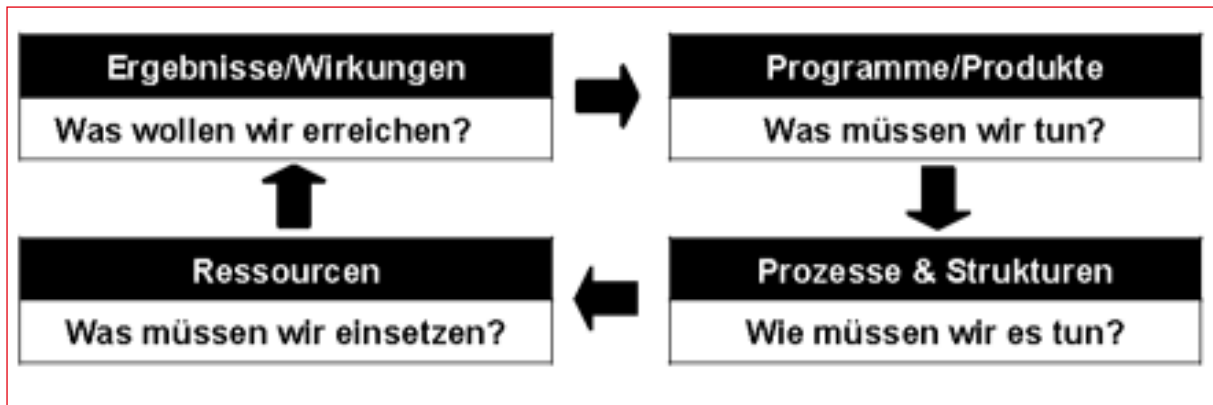 Ergebnisse/Wirkungen
Was wollen wir erreichen?
Programme/Produkte
Was müssen wir tun?
Ressourcen
Was müssen wir einsetzen?
Prozesse & Strukturen
Wie müssen wir es tun?